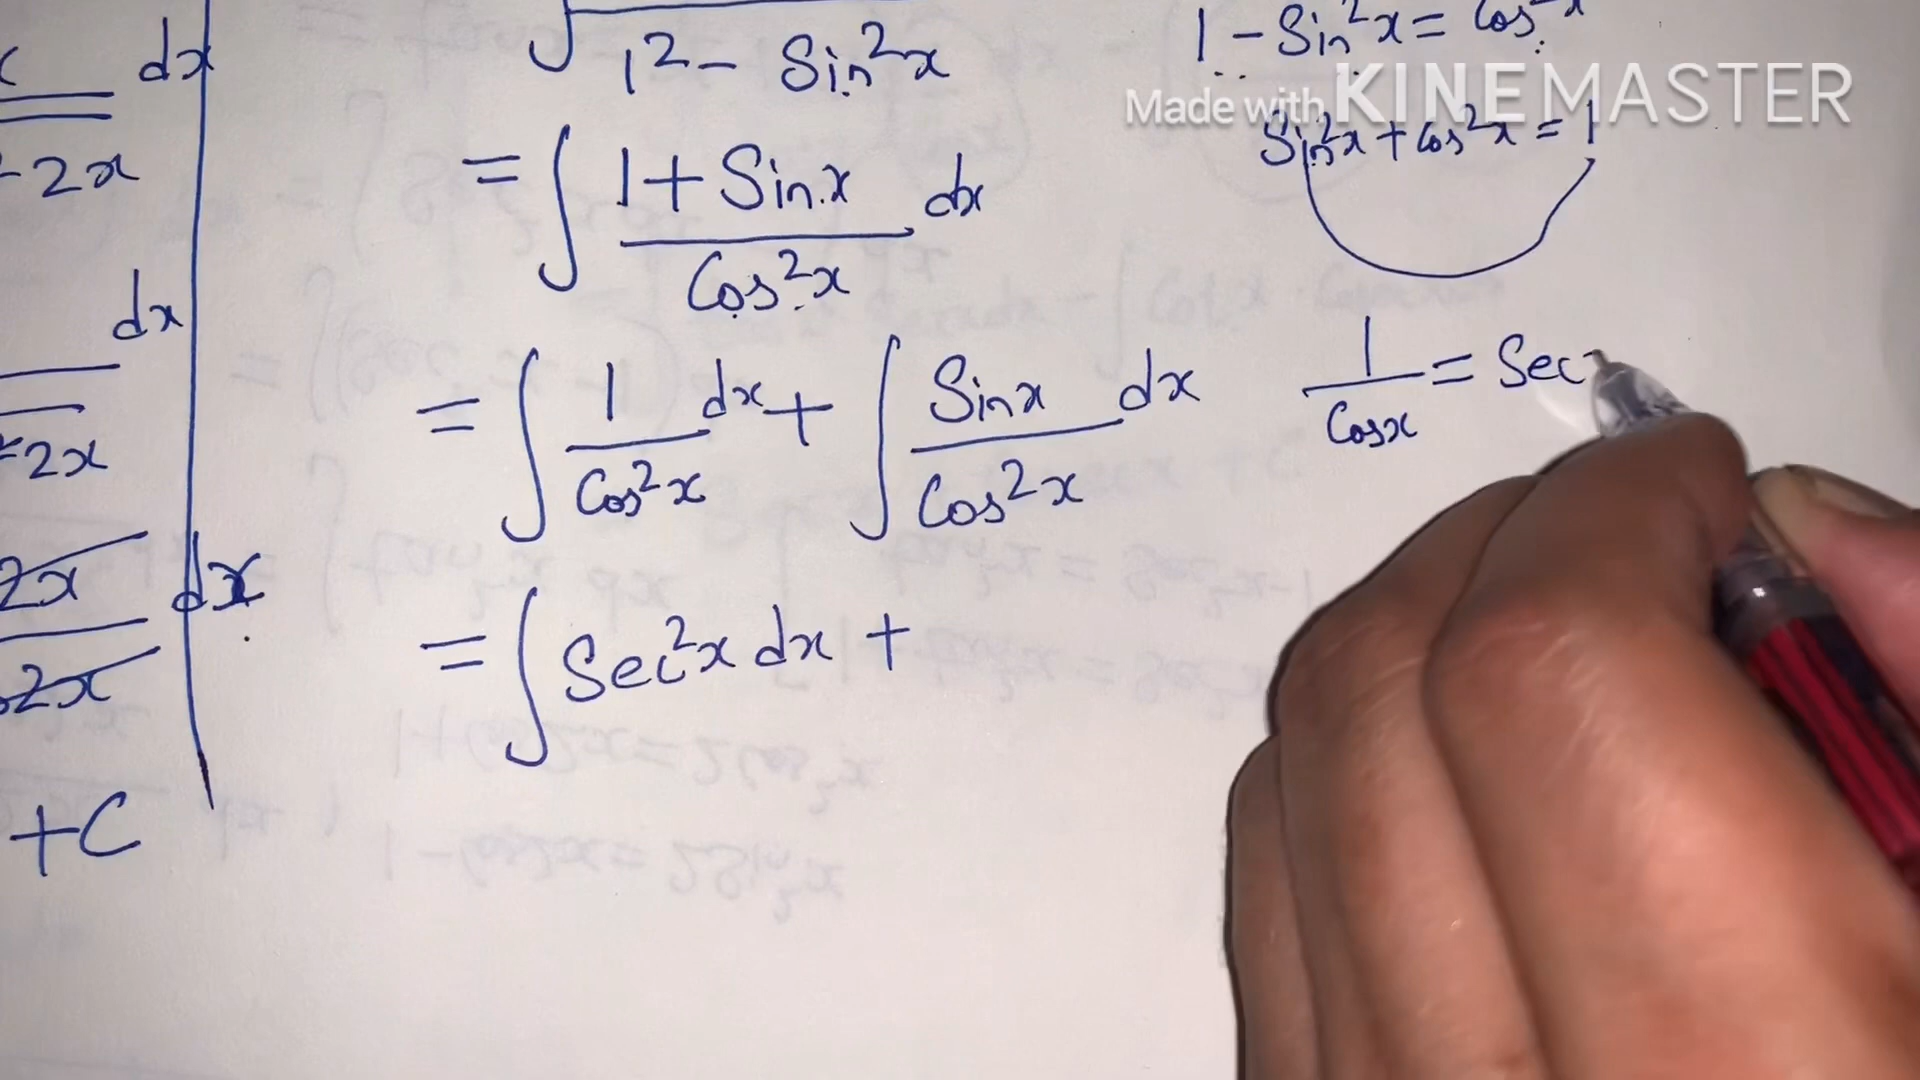 dx
- 2x
dx
2x
2x dx
2x
+C
1² - Sin²x
= ∫ 1 + Sin x / Cos²x dx
= ∫ 1 / Cos²x dx + ∫ Sin x / Cos²x dx
= ∫ Sec²x dx +
1 - Sin²x = Cos²x
Made with KINEMASTER
Sin²x + Cos²x = 1
1 / Cos x = Sec